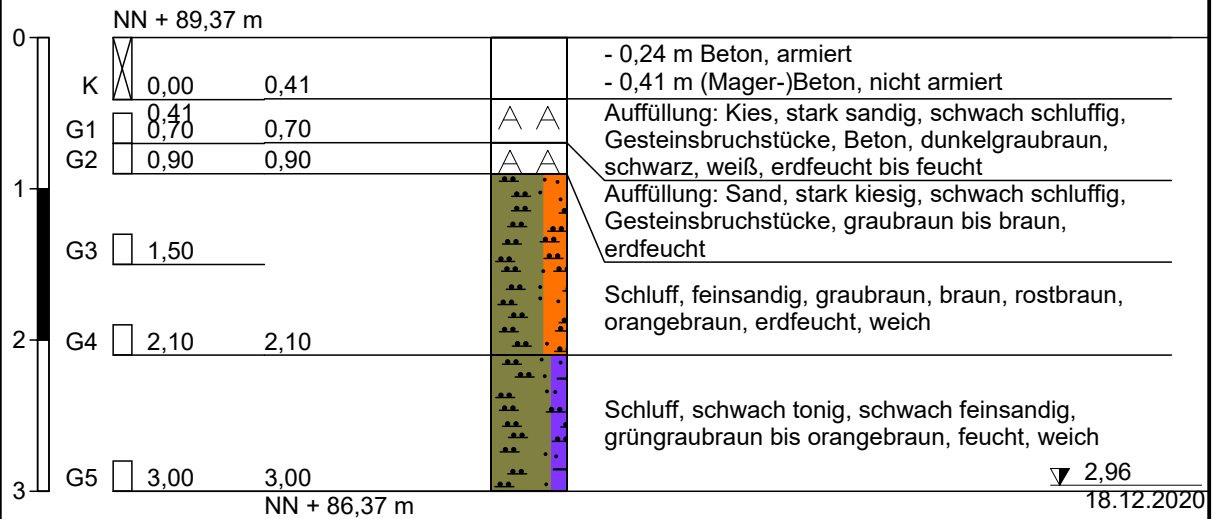 NN + 89,37 m
0
- 0,24 m Beton, armiert
- 0,41 m (Mager-)Beton, nicht armiert
K 0,00 0,41
0,41
G1 0,70 0,70
A A
Auffüllung: Kies, stark sandig, schwach schluffig,
Gesteinsbruchstücke, Beton, dunkelgraubraun,
schwarz, weiß, erdfeucht bis feucht
G2 0,90 0,90
A A
1
Auffüllung: Sand, stark kiesig, schwach schluffig,
Gesteinsbruchstücke, graubraun bis braun,
erdfeucht
G3 1,50
Schluff, feinsandig, graubraun, braun, rostbraun,
orangebraun, erdfeucht, weich
2
G4 2,10 2,10
Schluff, schwach tonig, schwach feinsandig,
grüngraubraun bis orangebraun, feucht, weich
G5 3,00 3,00
2,96
3
18.12.2020
NN + 86,37 m